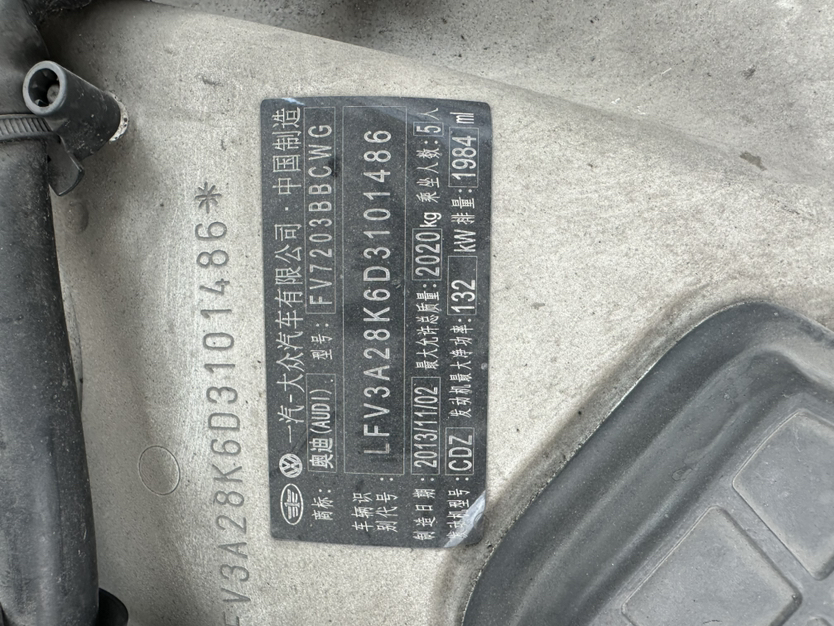 FV3A28K6D3101486*
一汽-大众汽车有限公司·中国制造
商标: 奥迪(AUDI). 型号: FV7203BBCWG
车辆识别代号: LFV3A28K6D3101486
制造日期: 2013/11/02 最大允许总质量: 2020kg 乘坐人数: 5人
发动机型号: CDZ 发动机最大净功率: 132 kW 排量: 1984 ml